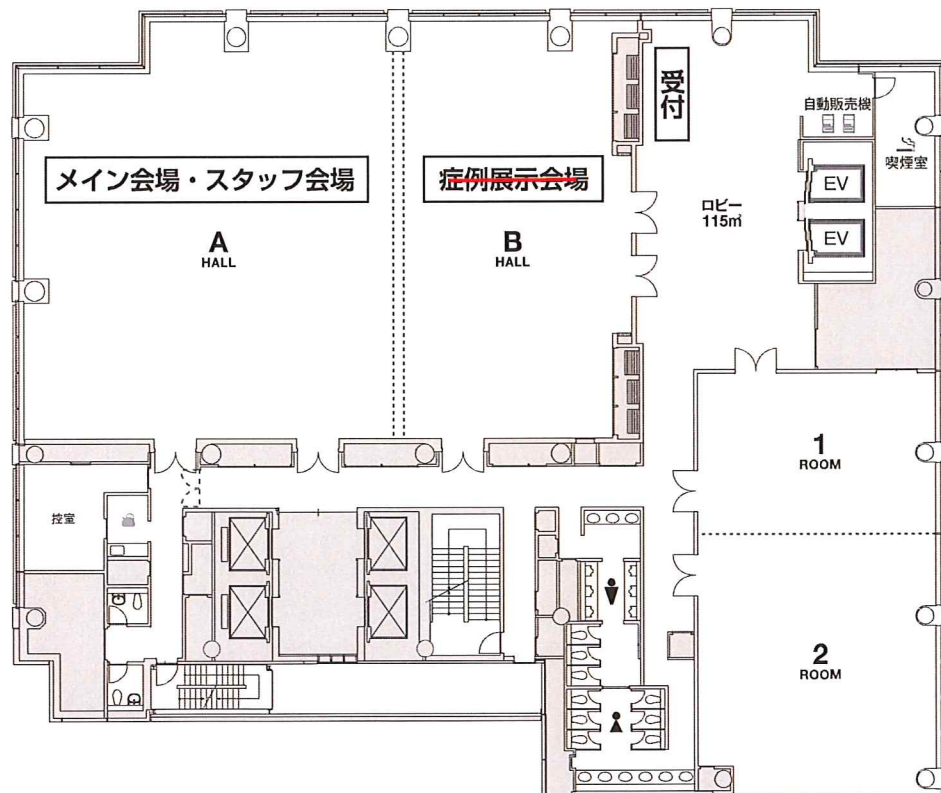 受付
自動販売機
喫煙室
メイン会場・スタッフ会場
症例展示会場
EV
ロビー
115㎡
A
HALL
B
HALL
EV
1
ROOM
控室
2
ROOM